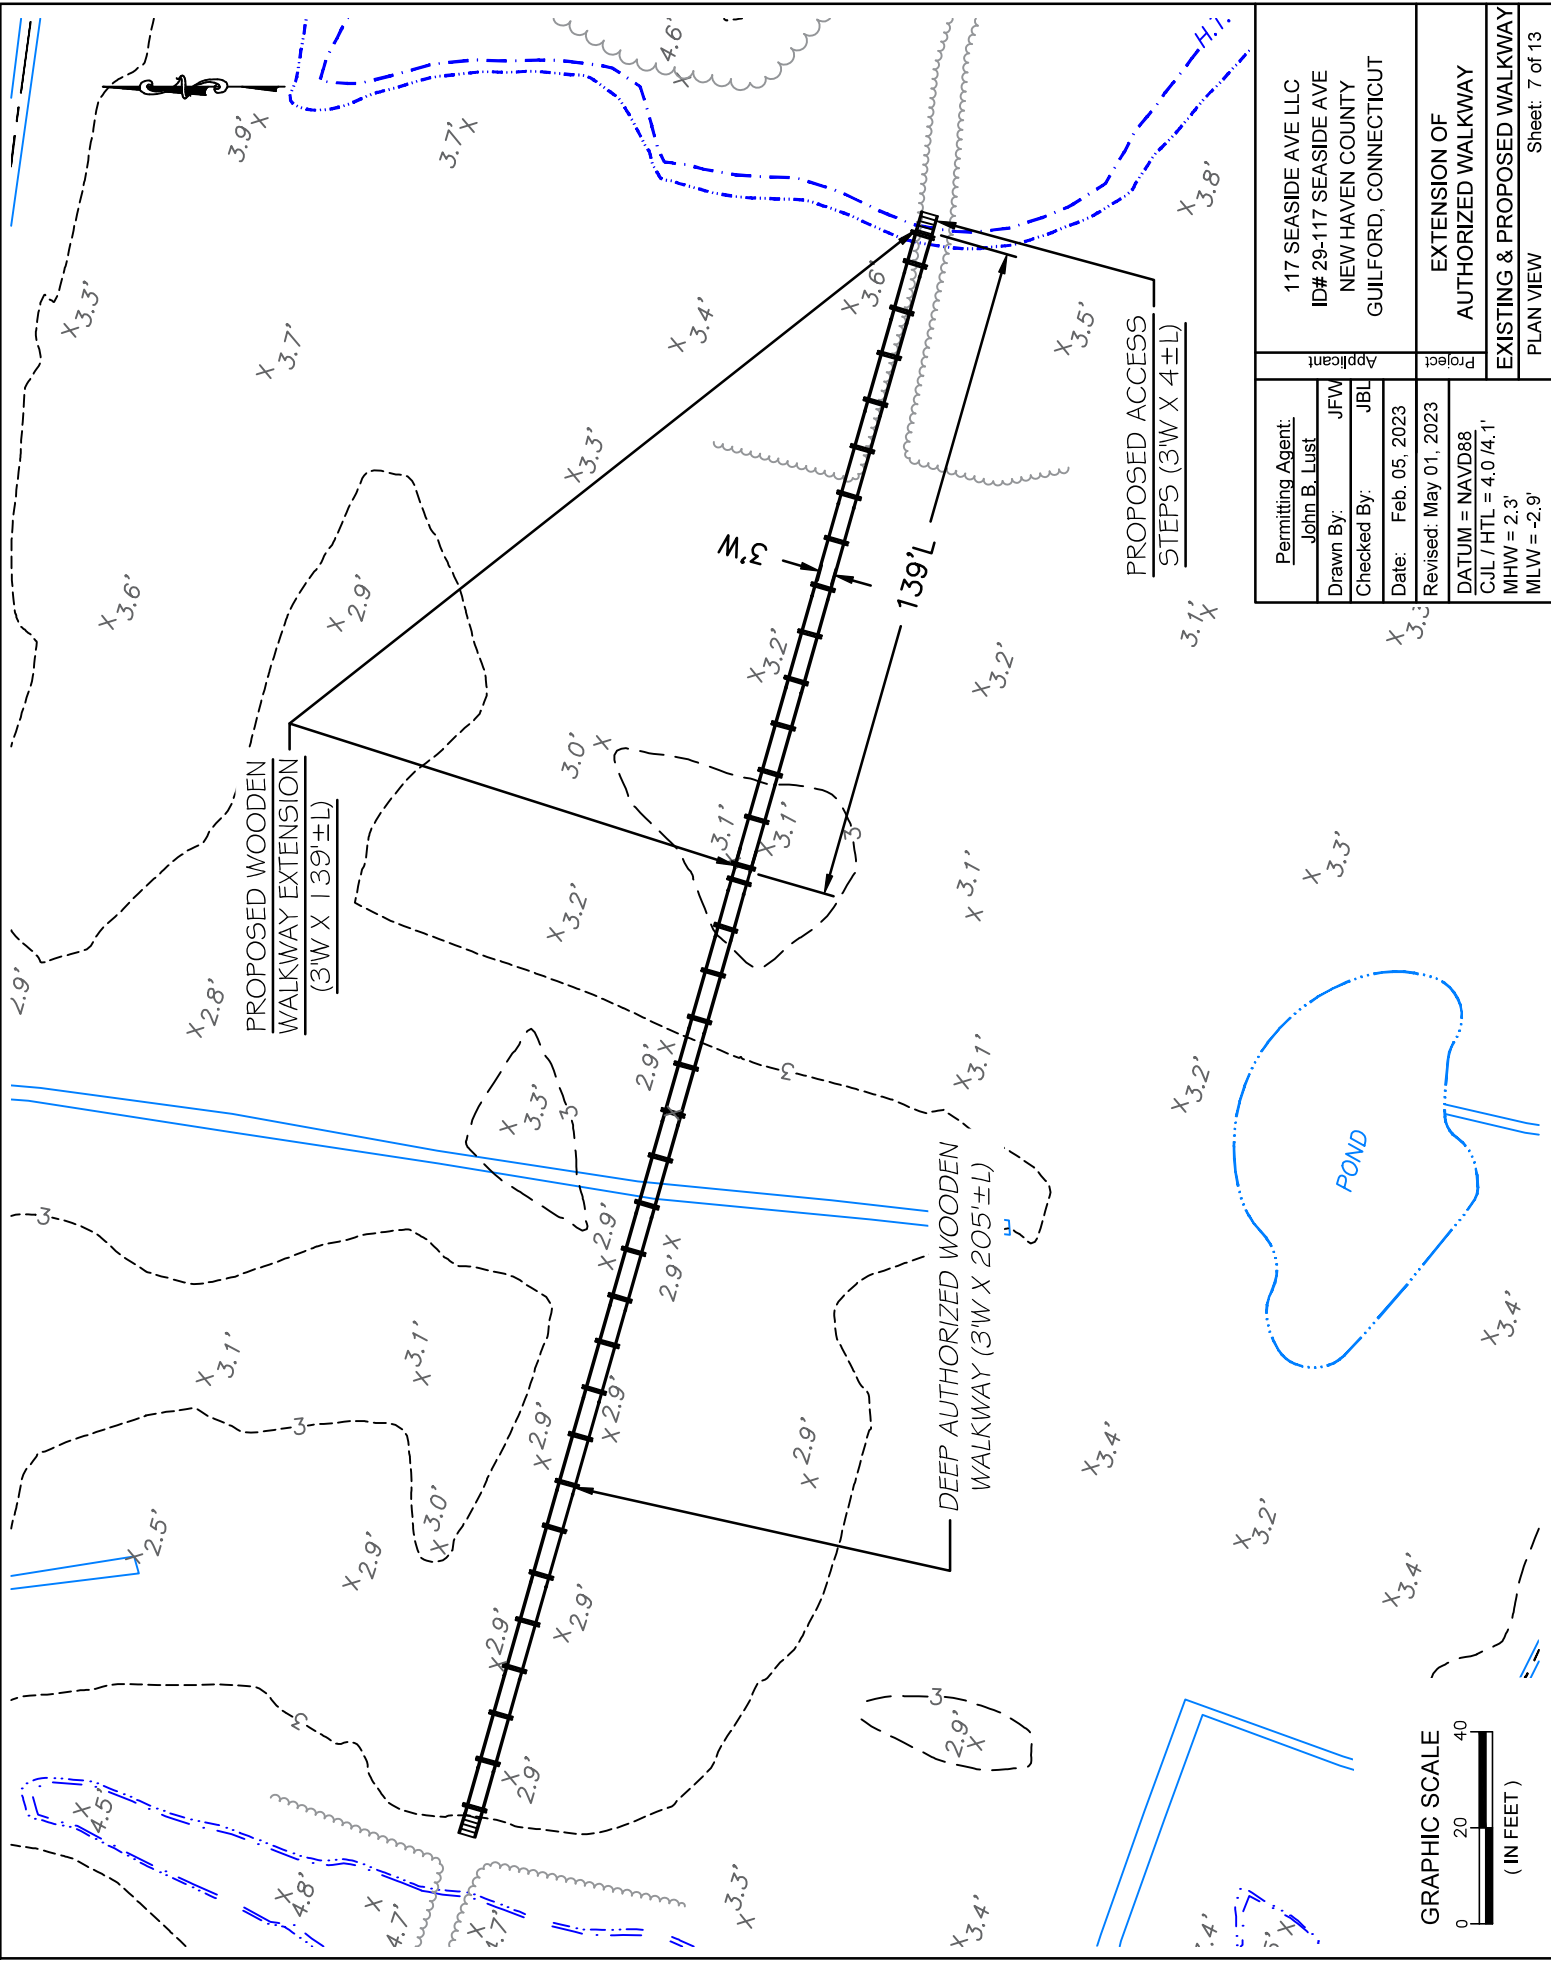 PROPOSED WOODEN
WALKWAY EXTENSION
(3'W X 139'±L)
3'W
139'L
PROPOSED ACCESS
STEPS (3'W X 4'±L)
DEEP AUTHORIZED WOODEN
WALKWAY (3'W X 205'±L)
POND
GRAPHIC SCALE
0 20 40
( IN FEET )
4.5'
4.8'
4.7'
3.3'
3.4'
2.5'
2.9'
3.0'
2.9'
2.9'
2.9'
3
3
3
2.9'
3.1'
3.1'
2.9'
2.9'
2.9'
2.9'
2.9'
3
3.3'
3
2.9'
3
2.9'
2.8'
3.2'
3.0'
3.1'
3.1'
3
3.1'
3.1'
3.2'
3.3'
3.4'
3.4'
3.2'
3.4'
3.6'
2.9'
3.3'
3.2'
3.2'
3.1'
3.3'
3.7'
3.4'
3.6'
3.5'
3.9'
3.7'
4.6'
3.8'
Permitting Agent:
John B. Lust
Drawn By: JFW
Checked By: JBL
Date: Feb. 05, 2023
Revised: May 01, 2023
DATUM = NAVD88
CJL / HTL = 4.0 /4.1'
MHW = 2.3'
MLW = -2.9'
Applicant
117 SEASIDE AVE LLC
ID# 29-117 SEASIDE AVE
NEW HAVEN COUNTY
GUILFORD, CONNECTICUT
Project
EXTENSION OF
AUTHORIZED WALKWAY
EXISTING & PROPOSED WALKWAY
PLAN VIEW Sheet: 7 of 13